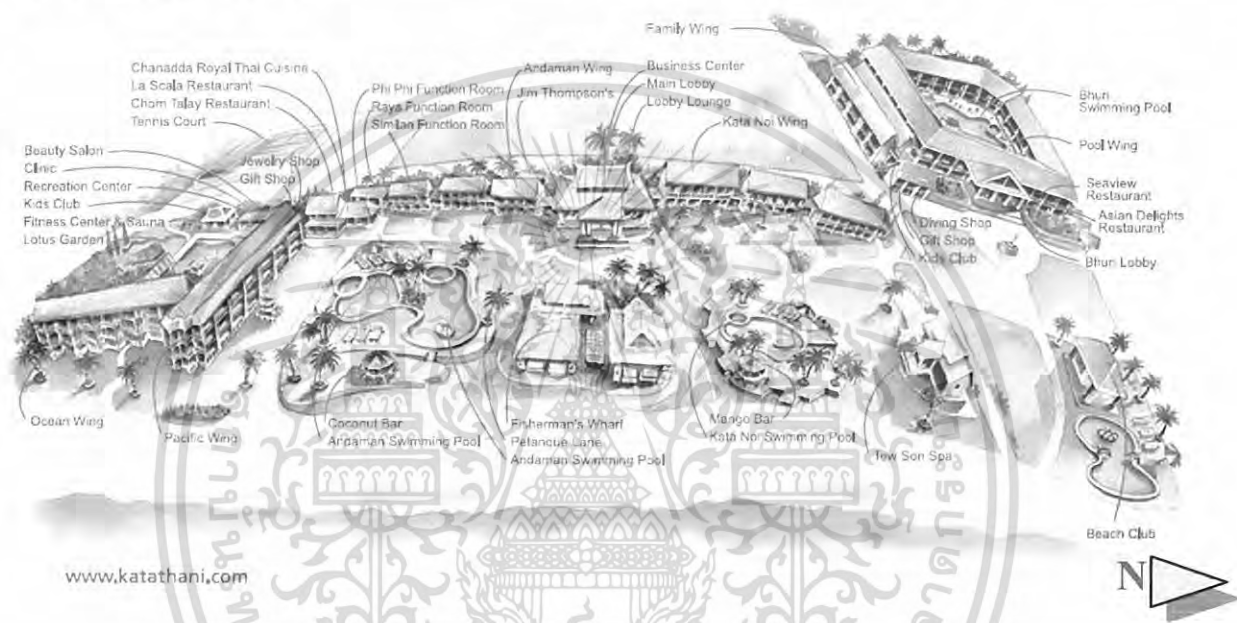 Family Wing
Chanadda Royal Thai Cuisine
La Scala Restaurant
Chom Talay Restaurant
Tennis Court
Phi Phi Function Room
Raya Function Room
Similan Function Room
Andaman Wing
Jim Thompson's
Business Center
Main Lobby
Lobby Lounge
Kata Noi Wing
Bhuri
Swimming Pool
Pool Wing
Seaview
Restaurant
Asian Delights
Restaurant
Bhuri Lobby
Beauty Salon
Clinic
Recreation Center
Kids Club
Fitness Center & Sauna
Lotus Garden
Jewelry Shop
Gift Shop
Diving Shop
Gift Shop
Kids Club
Ocean Wing
Pacific Wing
Coconut Bar
Andaman Swimming Pool
Fisherman's Wharf
Petanque Lane
Andaman Swimming Pool
Mango Bar
Kata Noi Swimming Pool
Tew Son Spa
Beach Club
www.katathani.com
N